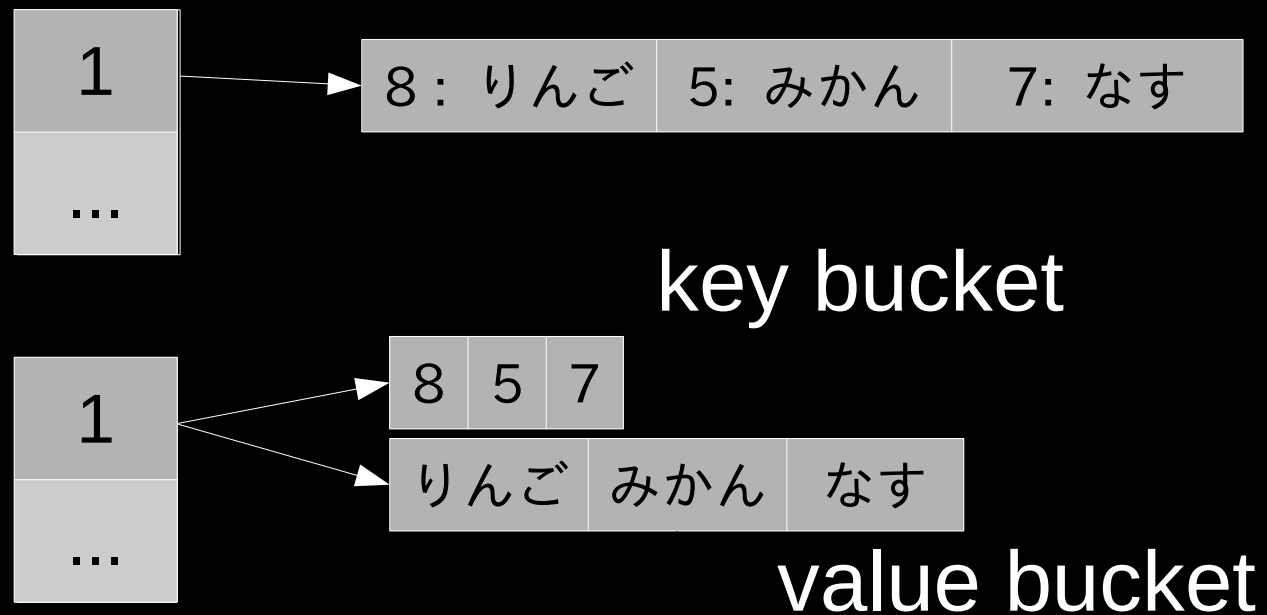 1
8 : りんご 5: みかん 7: なす
...
key bucket
1
8 5 7
りんご みかん なす
...
value bucket